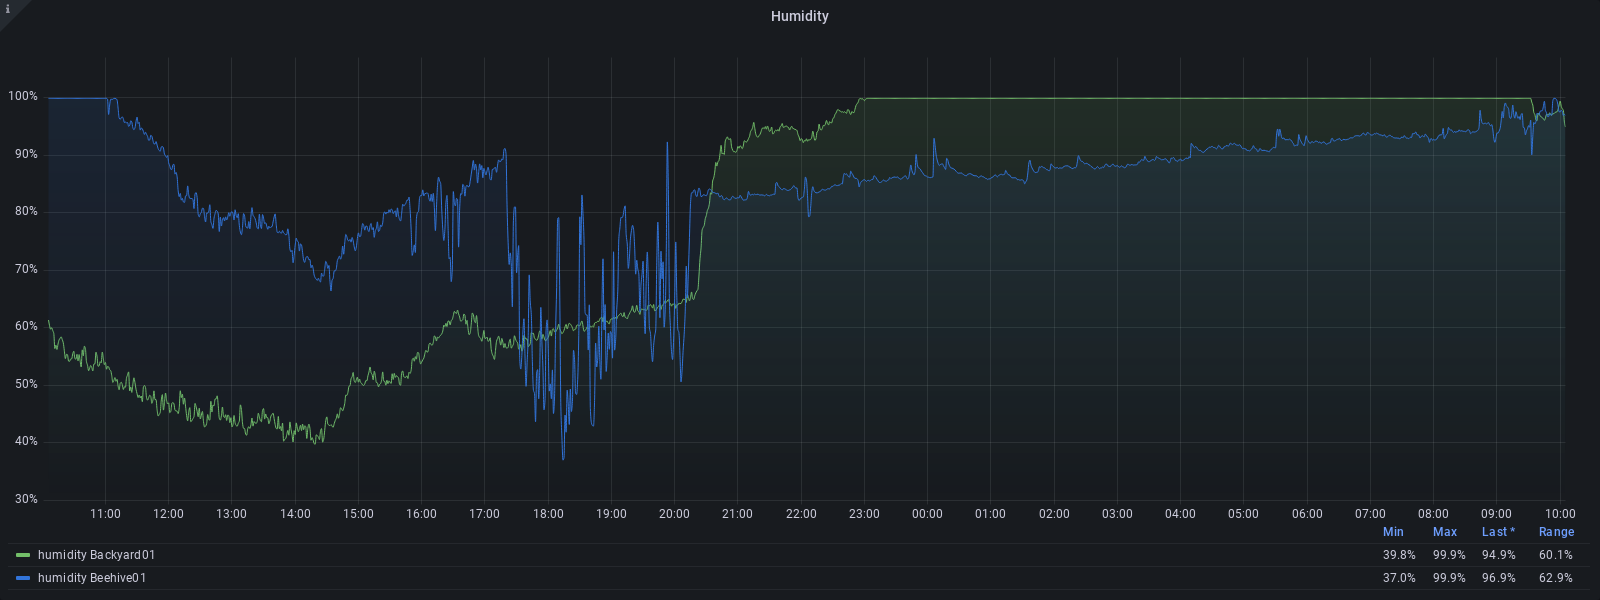 i
Humidity
100%
90%
80%
70%
60%
50%
40%
30%
11:00 12:00 13:00 14:00 15:00 16:00 17:00 18:00 19:00 20:00 21:00 22:00 23:00 00:00 01:00 02:00 03:00 04:00 05:00 06:00 07:00 08:00 09:00 10:00
Min Max Last * Range
humidity Backyard01 39.8% 99.9% 94.9% 60.1%
humidity Beehive01 37.0% 99.9% 96.9% 62.9%